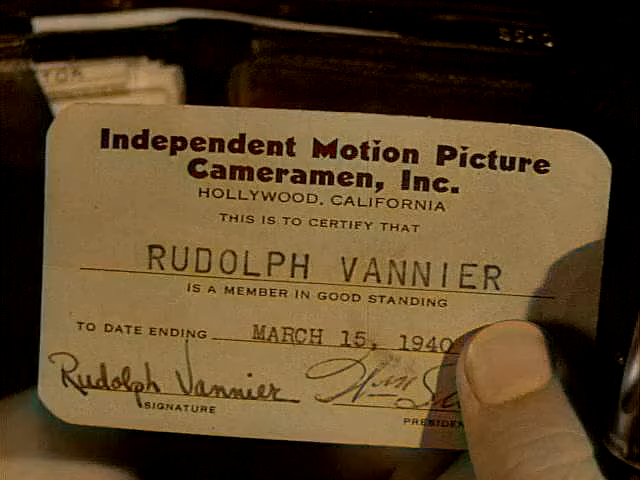 Independent Motion Picture
Cameramen, Inc.
HOLLYWOOD, CALIFORNIA
THIS IS TO CERTIFY THAT
RUDOLPH VANNIER
IS A MEMBER IN GOOD STANDING
TO DATE ENDING MARCH 15, 1940
Rudolph Vannier
SIGNATURE